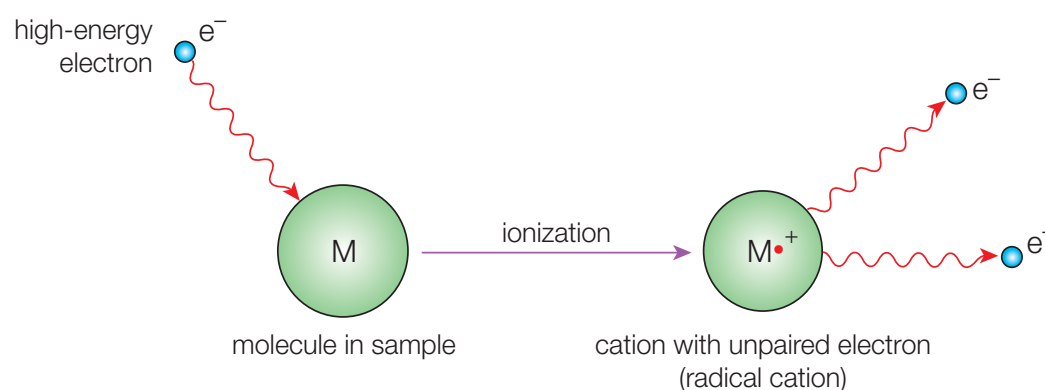 high-energy
electron
e⁻
M
molecule in sample
ionization
M•⁺
cation with unpaired electron
(radical cation)
e⁻
e⁻